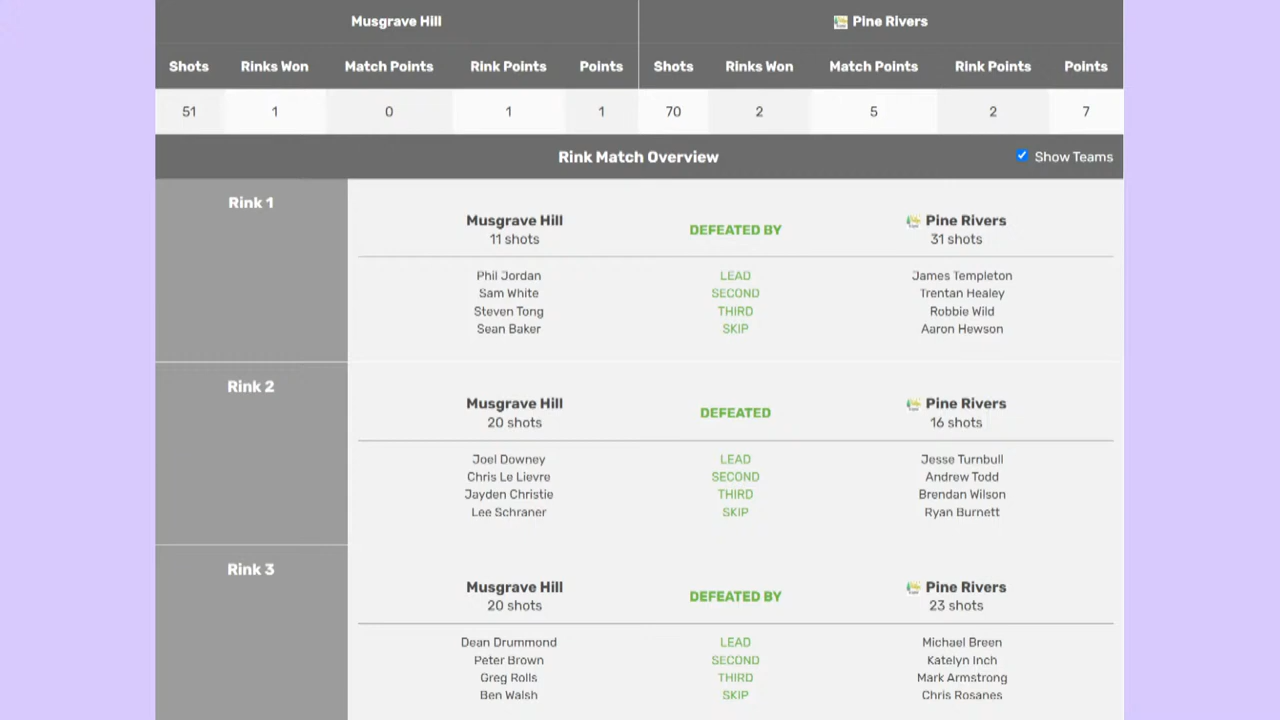 Musgrave Hill Pine Rivers
Shots Rinks Won Match Points Rink Points Points Shots Rinks Won Match Points Rink Points Points
51 1 0 1 1 70 2 5 2 7
Rink Match Overview Show Teams
Rink 1
Musgrave Hill DEFEATED BY Pine Rivers
11 shots 31 shots
Phil Jordan LEAD James Templeton
Sam White SECOND Trentan Healey
Steven Tong THIRD Robbie Wild
Sean Baker SKIP Aaron Hewson
Rink 2
Musgrave Hill DEFEATED Pine Rivers
20 shots 16 shots
Joel Downey LEAD Jesse Turnbull
Chris Le Lievre SECOND Andrew Todd
Jayden Christie THIRD Brendan Wilson
Lee Schraner SKIP Ryan Burnett
Rink 3
Musgrave Hill DEFEATED BY Pine Rivers
20 shots 23 shots
Dean Drummond LEAD Michael Breen
Peter Brown SECOND Katelyn Inch
Greg Rolls THIRD Mark Armstrong
Ben Walsh SKIP Chris Rosanes